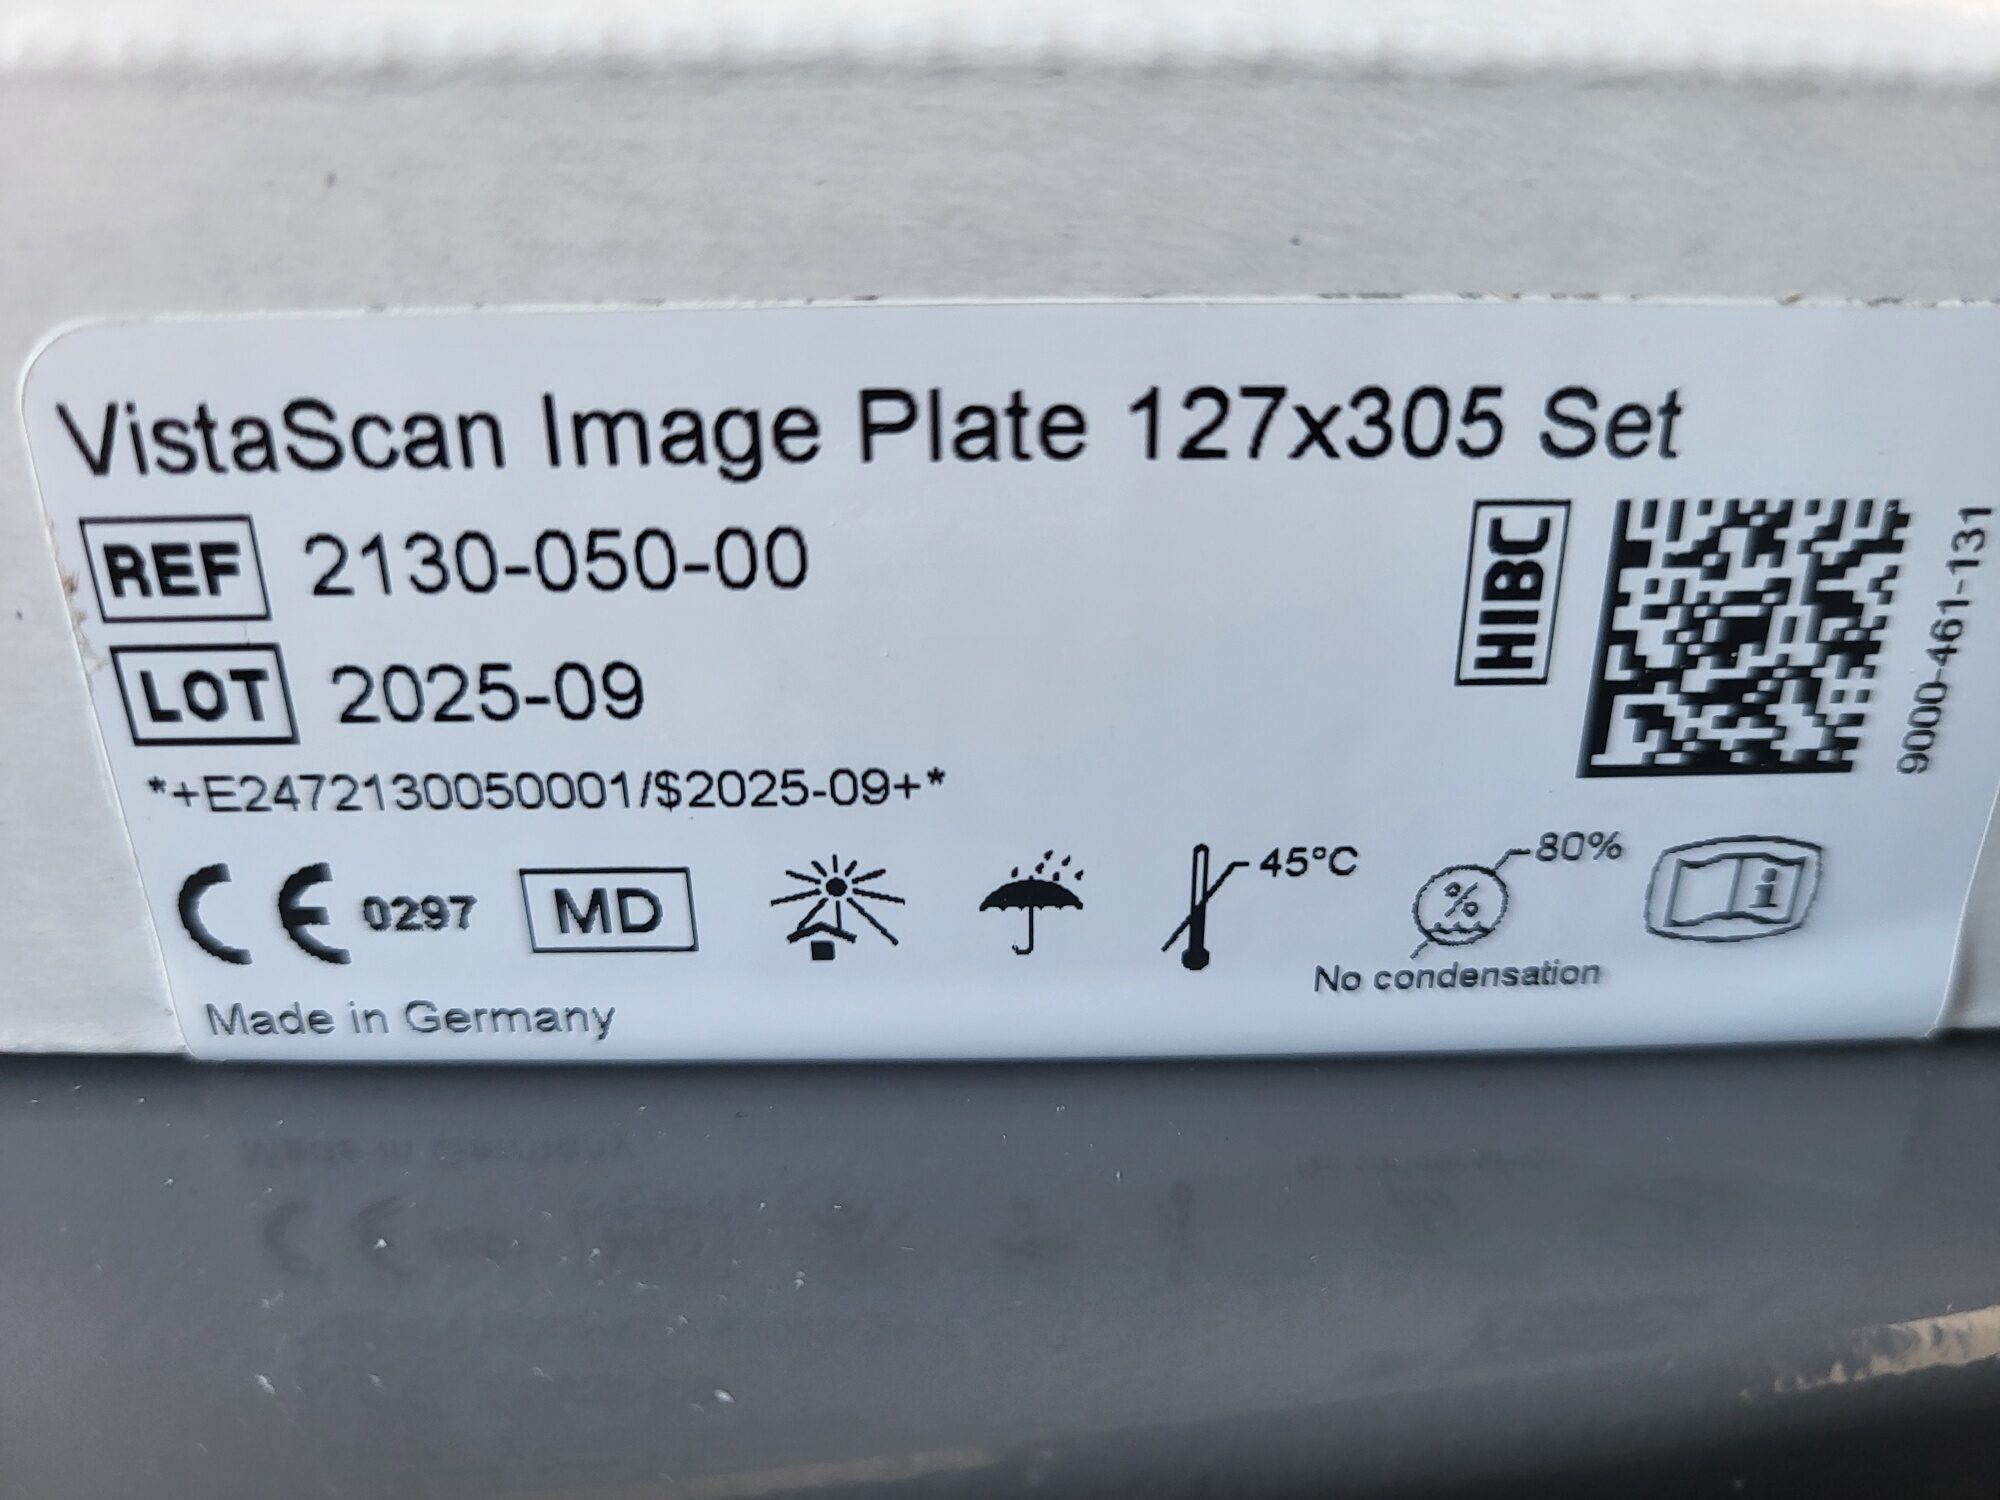 VistaScan Image Plate 127x305 Set
REF 2130-050-00
LOT 2025-09
HIBC
9000-461-131
*+E2472130050001/$2025-09+*
CE 0297
MD
45°C
80%
%
No condensation
i
Made in Germany